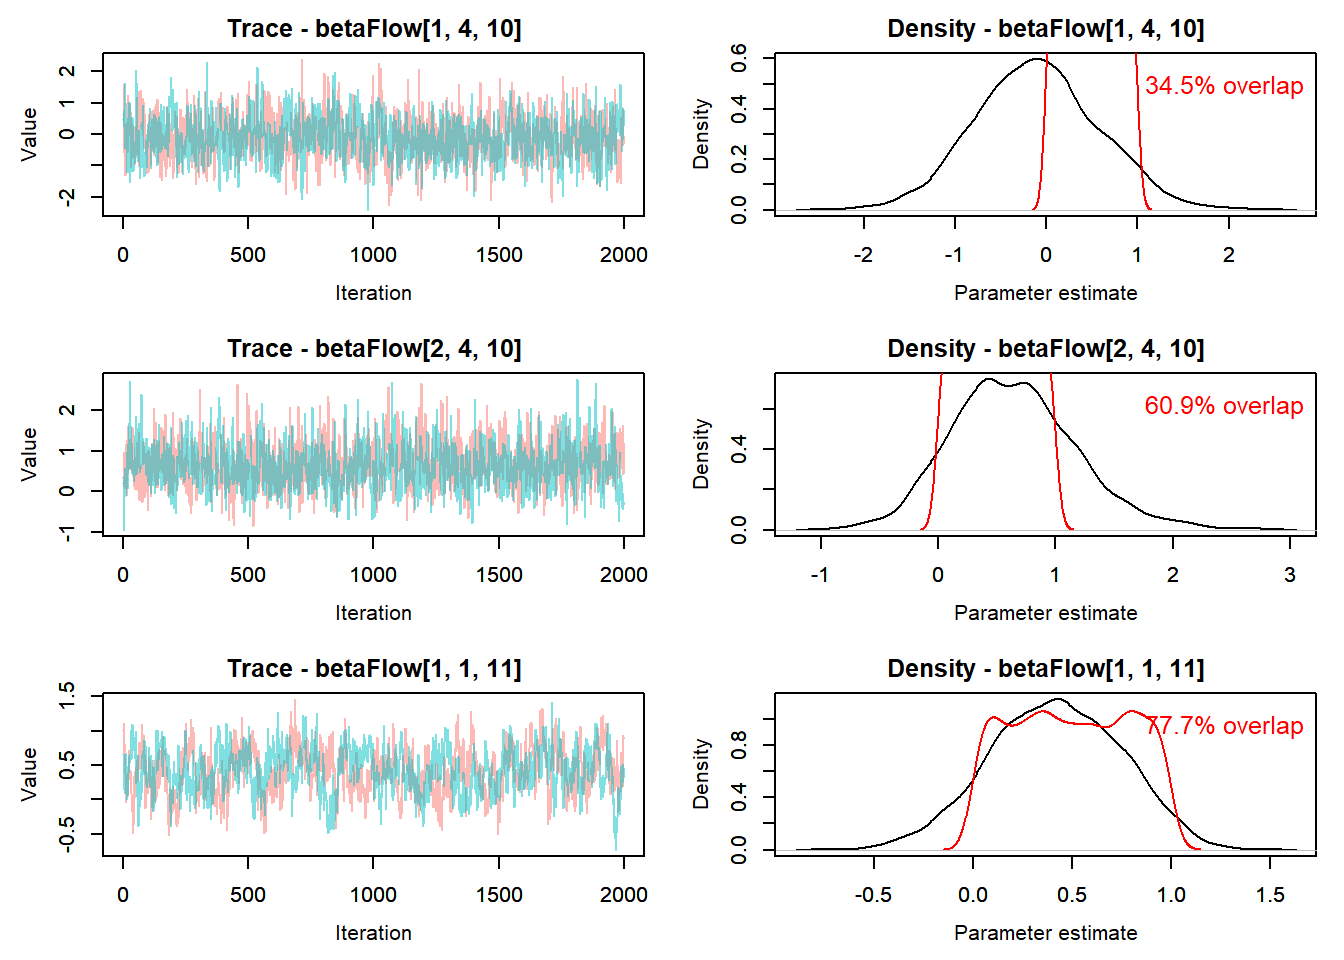 Trace - betaFlow[1, 4, 10]
Value
2
1
0
-2
0 500 1000 1500 2000
Iteration
Density - betaFlow[1, 4, 10]
Density
0.6
0.4
0.2
0.0
34.5% overlap
-2 -1 0 1 2
Parameter estimate
Trace - betaFlow[2, 4, 10]
Value
2
1
0
-1
0 500 1000 1500 2000
Iteration
Density - betaFlow[2, 4, 10]
Density
0.4
0.0
60.9% overlap
-1 0 1 2 3
Parameter estimate
Trace - betaFlow[1, 1, 11]
Value
1.5
0.5
-0.5
0 500 1000 1500 2000
Iteration
Density - betaFlow[1, 1, 11]
Density
0.8
0.4
0.0
77.7% overlap
-0.5 0.0 0.5 1.0 1.5
Parameter estimate